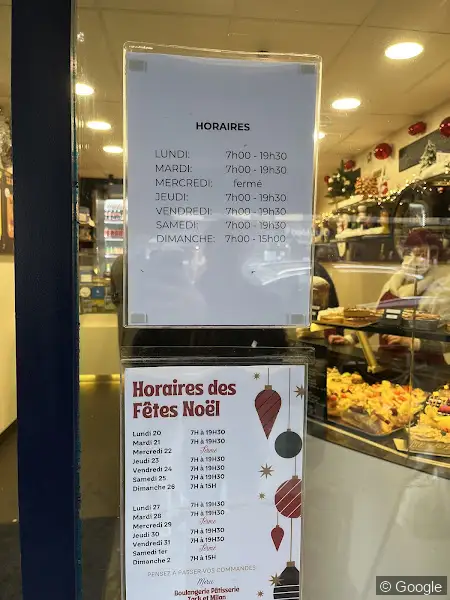 HORAIRES
LUNDI: 7h00 - 19h30
MARDI: 7h00 - 19h30
MERCREDI: fermé
JEUDI: 7h00 - 19h30
VENDREDI: 7h00 - 19h30
SAMEDI: 7h00 - 19h30
DIMANCHE: 7h00 - 15h00
Horaires des
Fêtes Noël
Lundi 20 7H à 19H30
Mardi 21 7H à 19H30
Mercredi 22 Fermé
Jeudi 23 7H à 19H30
Vendredi 24 7H à 19H30
Samedi 25 7H à 19H30
Dimanche 26 7H à 15H
Lundi 27 7H à 19H30
Mardi 28 7H à 19H30
Mercredi 29 Fermé
Jeudi 30 7H à 19H30
Vendredi 31 7H à 19H30
Samedi 1er Fermé
Dimanche 2 7H à 15H
PENSEZ A PASSER VOS COMMANDES
Merci
Boulangerie Pâtisserie
Zack et Milan
© Google